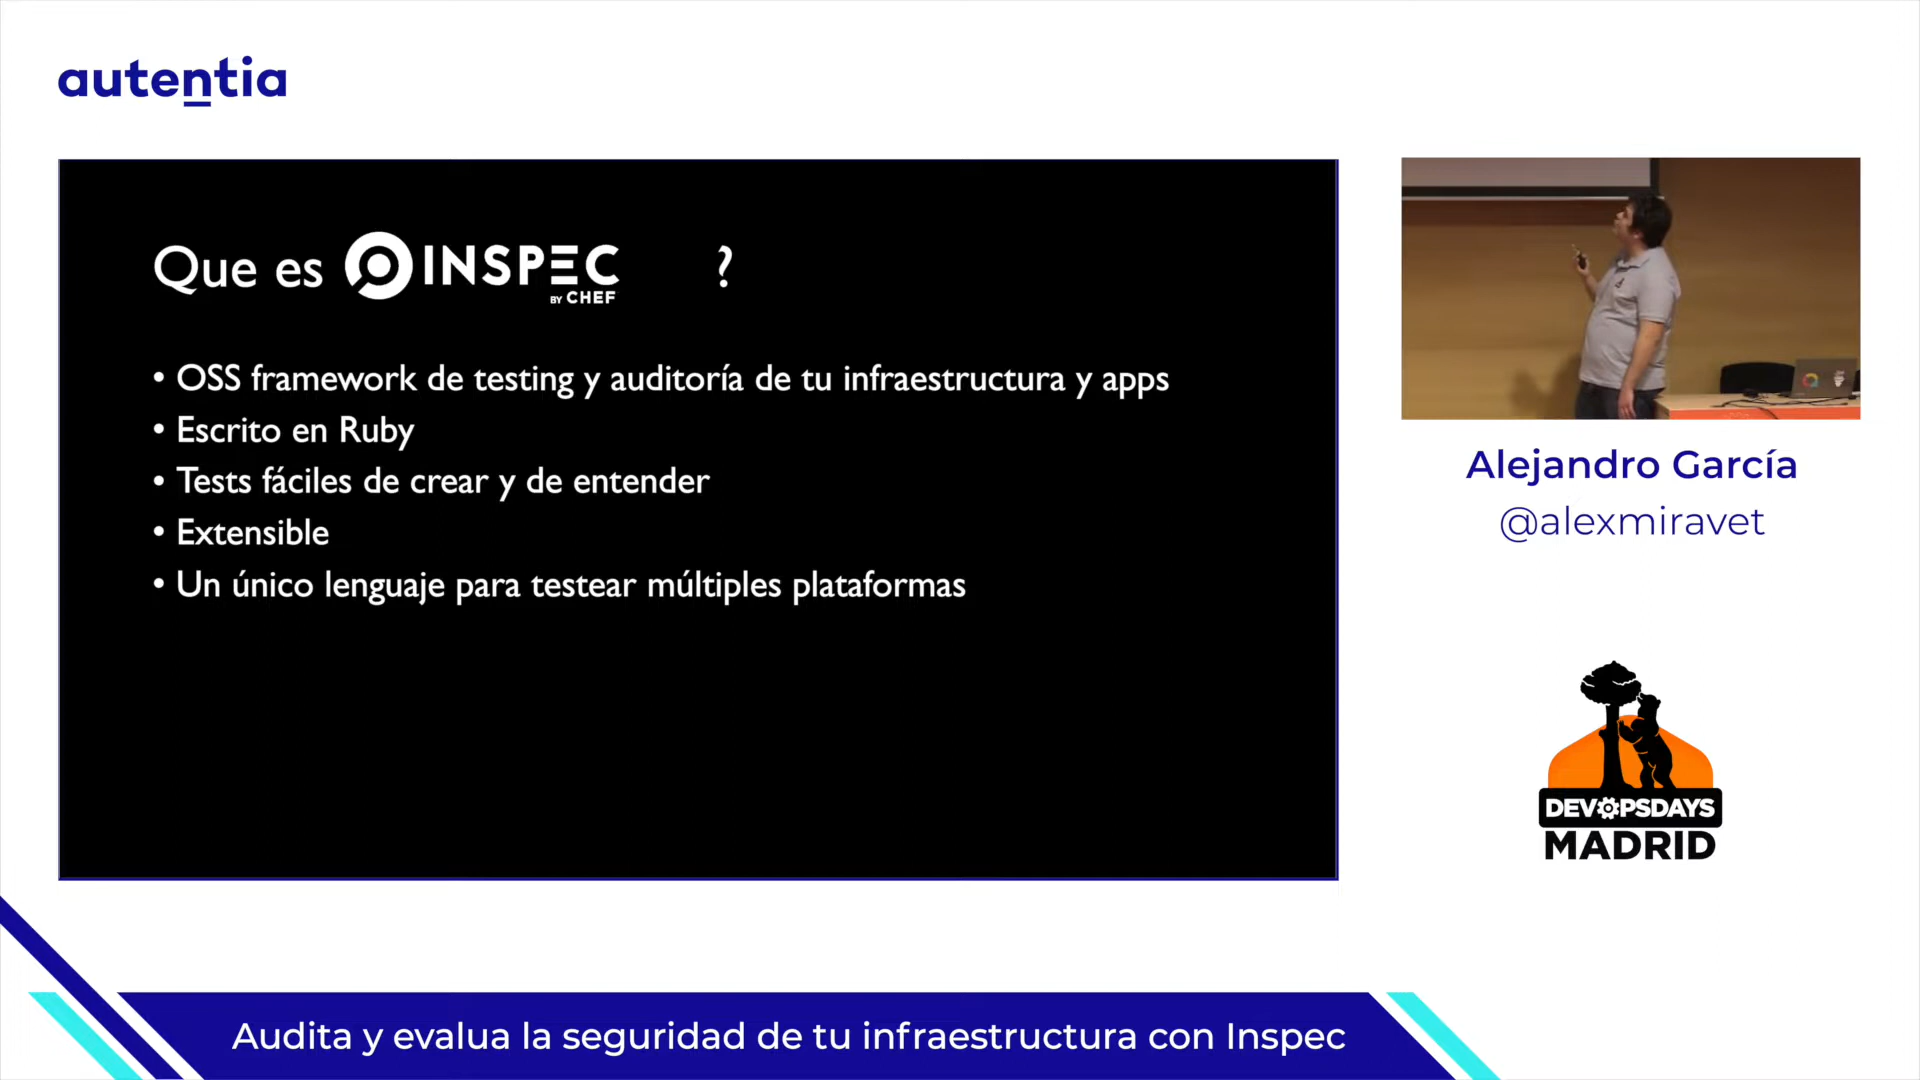 autentia
Que es INSPEC ?
BY CHEF
• OSS framework de testing y auditoría de tu infraestructura y apps
• Escrito en Ruby
• Tests fáciles de crear y de entender
• Extensible
• Un único lenguaje para testear múltiples plataformas
Alejandro García
@alexmiravet
DEVOPSDAYS
MADRID
Audita y evalua la seguridad de tu infraestructura con Inspec